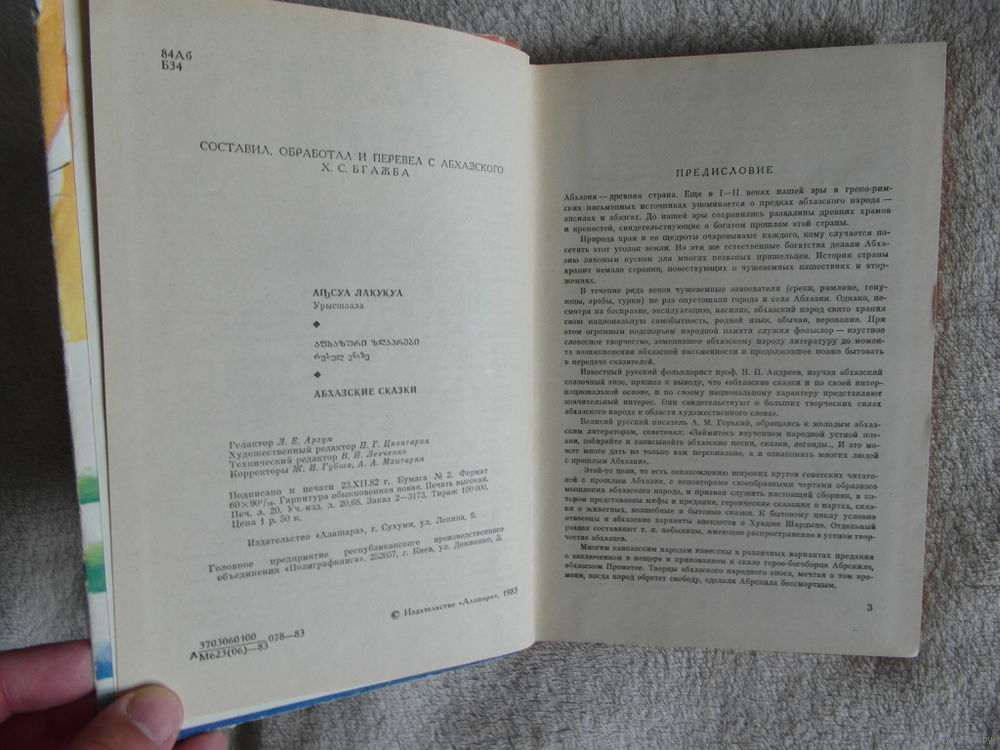 84Аб
Б34
СОСТАВИЛ, ОБРАБОТАЛ И ПЕРЕВЕЛ С АБХАЗСКОГО
Х. С. БГАЖБА
АҦСУА ЛАКУКУА
Урысшәала
აფხაზური ზღაპრები
რუსულ ენაზე
АБХАЗСКИЕ СКАЗКИ
Редактор Л. Е. Аргун
Художественный редактор П. Г. Цквитария
Технический редактор В. Н. Левченко
Корректоры Ж. И. Губша, А. А. Мангария
Подписано к печати 23.XII.82 г. Бумага № 2. Формат
60×90¹/₁₆. Гарнитура обыкновенная новая. Печать высокая.
Печ. л. 20. Уч.-изд. л. 20,68. Заказ 2—3173. Тираж 100 000.
Цена 1 р. 50 к.
Издательство «Алашара», г. Сухуми, ул. Ленина, 9.
Головное предприятие республиканского производственного
объединения «Полиграфкнига». 252057, г. Киев, ул. Довженко, 3.
© Издательство «Алашара», 1983
А 3703060100 078—83
М623(06)—83
ПРЕДИСЛОВИЕ
Абхазия — древняя страна. Еще в I—II веках нашей эры в греко-рим-
ских письменных источниках упоминается о предках абхазского народа —
апсилах и абазгах. До нашей эры сохранились развалины древних храмов
и крепостей, свидетельствующие о богатом прошлом этой страны.
Природа края и ее щедроты очаровывают каждого, кому случается по-
сетить этот уголок земли. Но эти же естественные богатства делали Абха-
зию лакомым куском для многих незваных пришельцев. История страны
хранит немало страниц, повествующих о чужеземных нашествиях и втор-
жениях.
В течение ряда веков чужеземные завоеватели (греки, римляне, гену-
эзцы, арабы, турки) не раз опустошали города и села Абхазии. Однако, не-
смотря на бесправие, эксплуатацию, насилие, абхазский народ свято хранил
свою национальную самобытность, родной язык, обычаи, верования. При
этом огромным подспорьем народной памяти служил фольклор — изустное
словесное творчество, заменявшее абхазскому народу литературу до момен-
та возникновения абхазской письменности и продолжавшее позже бытовать
в передаче сказителей.
Известный русский фольклорист проф. Н. П. Андреев, изучая абхазский
сказочный эпос, пришел к выводу, что «абхазские сказки и по своей интер-
национальной основе, и по своему национальному характеру представляют
значительный интерес. Они свидетельствуют о больших творческих силах
абхазского народа в области художественного слова».
Великий русский писатель А. М. Горький, обращаясь к молодым абхаз-
ским литераторам, советовал: «Займитесь изучением народной устной поэ-
зии, собирайте и записывайте абхазские песни, сказки, легенды... И это мо-
жет много дать не только вам персонально, а и ознакомить многих людей
с прошлым Абхазии».
Этой-то цели, то есть ознакомлению широких кругов советских читате-
лей с прошлым Абхазии, с неповторимо своеобразными чертами образного
мышления абхазского народа, и призван служить настоящий сборник, в ко-
тором представлены мифы и предания, героические сказания о нартах, сказ-
ки о животных, волшебные и бытовые сказки. К бытовому циклу условно
отнесены и абхазские варианты анекдотов о Хуадже Шардыне. Отдельный
раздел составляют т. н. небылицы, имеющие распространение в устном твор-
честве абхазцев.
Многим кавказским народам известны в различных вариантах предания
о заключенном в пещере и прикованном к скале герое-богоборце Абрскиле,
абхазском Прометее. Творцы абхазского народного эпоса, мечтая о том вре-
мени, когда народ обретет свободу, сделали Абрскила бессмертным.
3